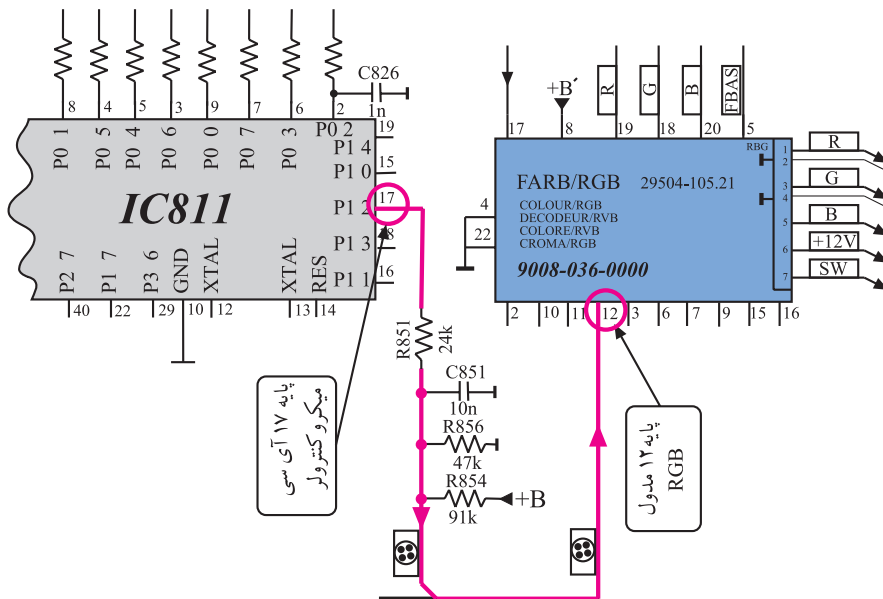 C826
1n
8
4
5
3
9
7
6
2
P0 1
P0 5
P0 4
P0 6
P0 0
P0 7
P0 3
P0 2
19
P1 4
15
P1 0
17
P1 2
18
P1 3
16
P1 1
IC811
P2 7
P1 7
P3 6
GND
XTAL
XTAL
RES
40
22
29
10
12
13
14
R851
24k
C851
10n
R856
47k
R854
91k
+B
پایه ۱۷ آی سی
میکرو کنترولر
+B´
R
G
B
FBAS
17
8
19
18
20
5
RBG
FARB/RGB 29504-105.21
COLOUR/RGB
DECODEUR/RVB
COLORE/RVB
CROMA/RGB
9008-036-0000
4
22
1
2
3
4
5
6
7
R
G
B
+12V
SW
2
10
11
12
3
6
7
9
15
16
پایه ۱۲ مدول
RGB